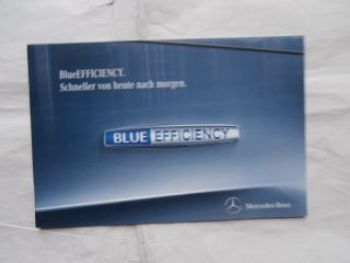 BlueEFFICIENCY.
Schneller von heute nach morgen.
BLUE EFFICIENCY
Mercedes-Benz